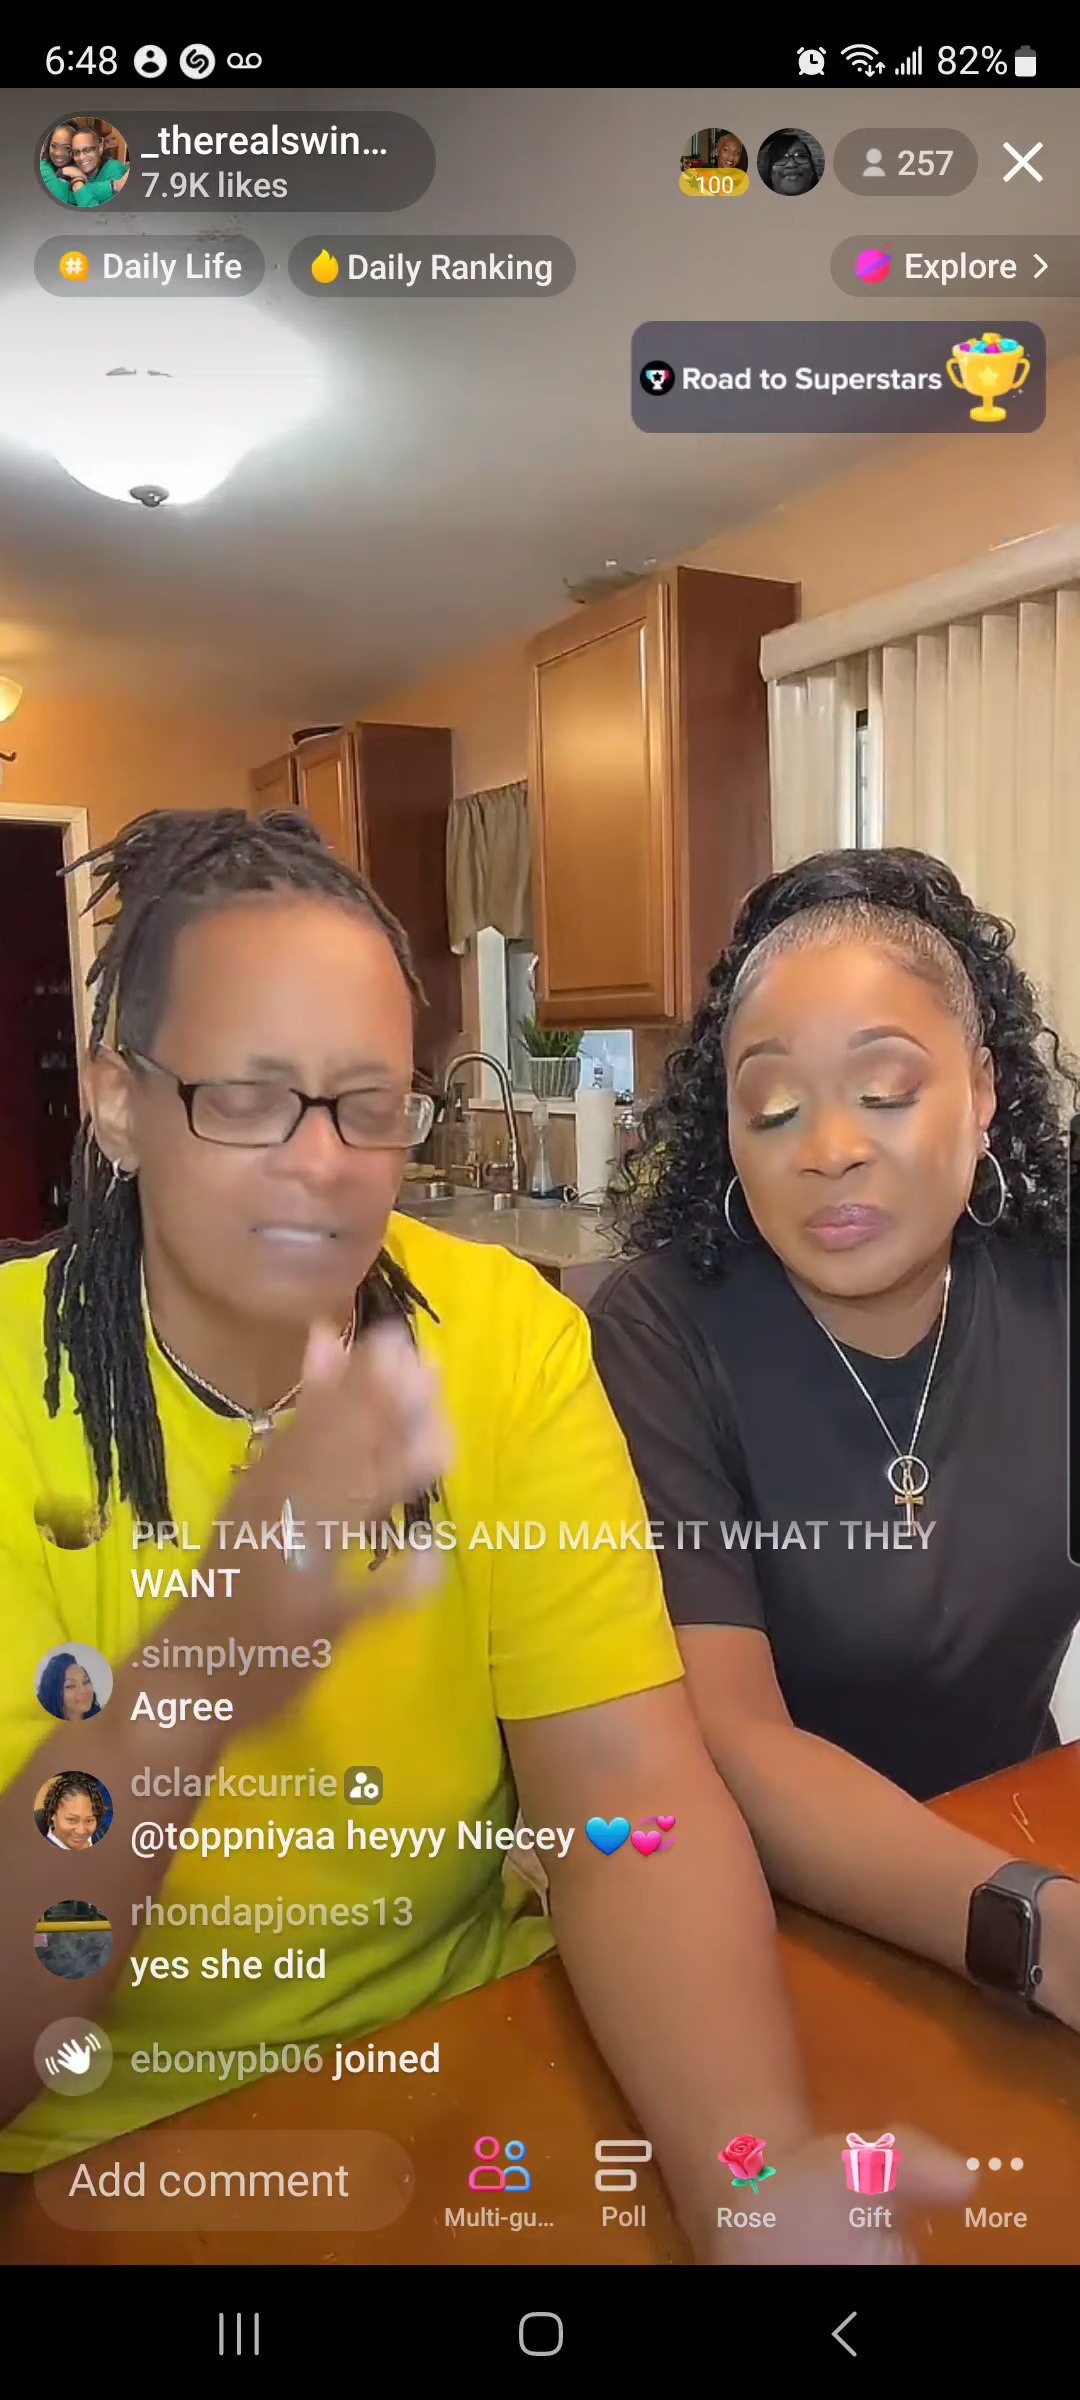 6:48
82%
_therealswin...
7.9K likes
100
257
Daily Life
Daily Ranking
Explore
Road to Superstars
PPL TAKE THINGS AND MAKE IT WHAT THEY
WANT
.simplyme3
Agree
dclarkcurrie
@toppniyaa heyyy Niecey 💙💞
rhondapjones13
yes she did
ebonypb06 joined
Add comment
Multi-gu...
Poll
Rose
Gift
More